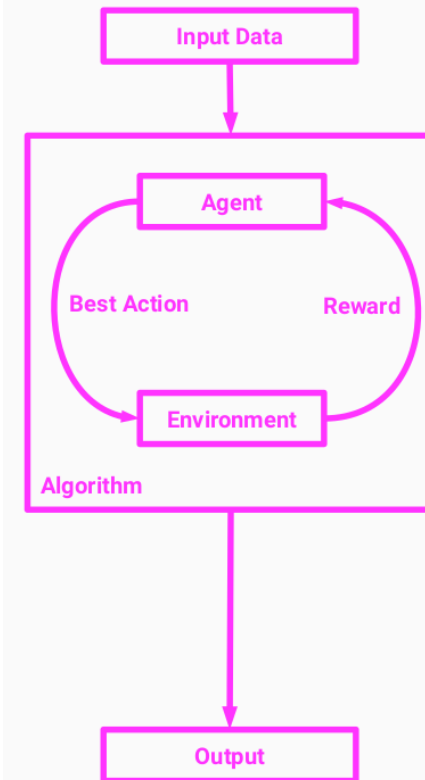 Input Data
Agent
Best Action
Reward
Environment
Algorithm
Output